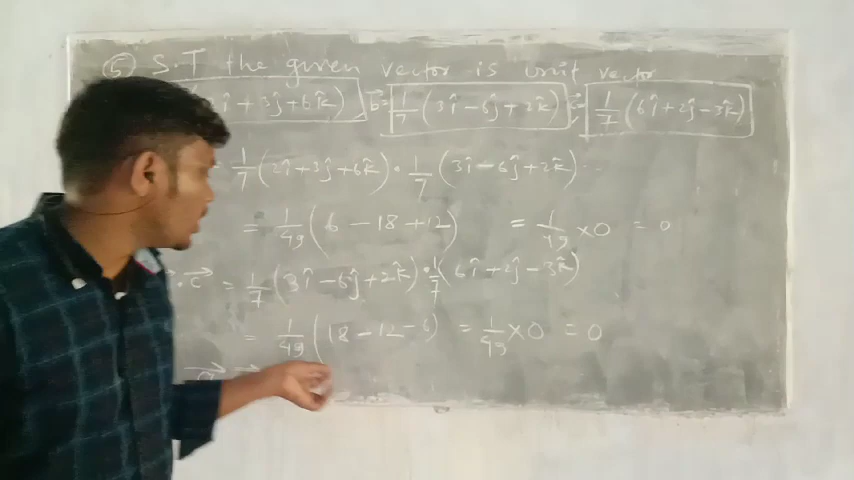 ⑤ S.T the given vector is unit vector
î + 3ĵ + 6k̂) b⃗ = 1/7 (3î − 6ĵ + 2k̂), c⃗ = 1/7 (6î + 2ĵ − 3k̂)
= 1/7 (2î + 3ĵ + 6k̂) • 1/7 (3î − 6ĵ + 2k̂)
= 1/49 (6 − 18 + 12) = 1/49 × 0 = 0
. c⃗ = 1/7 (3î − 6ĵ + 2k̂) • 1/7 (6î + 2ĵ − 3k̂)
= 1/49 (18 − 12 − 6) = 1/49 × 0 = 0